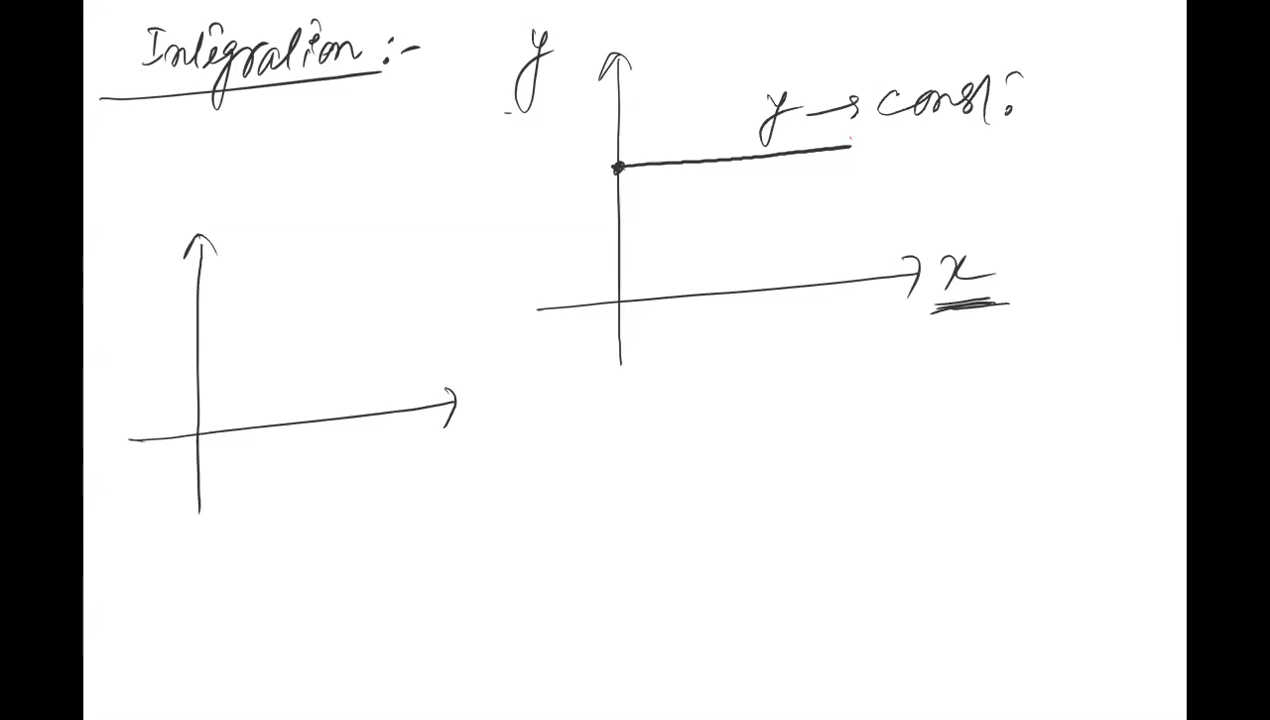 Integration :-
y
y → const.
x